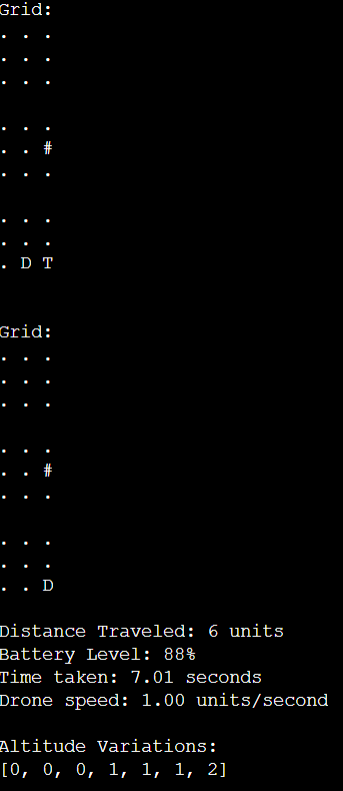 Grid:
. . .
. . .
. . .

. . .
. . #
. . .

. . .
. . .
. D T

Grid:
. . .
. . .
. . .

. . .
. . #
. . .

. . .
. . .
. . D

Distance Traveled: 6 units
Battery Level: 88%
Time taken: 7.01 seconds
Drone speed: 1.00 units/second

Altitude Variations:
[0, 0, 0, 1, 1, 1, 2]